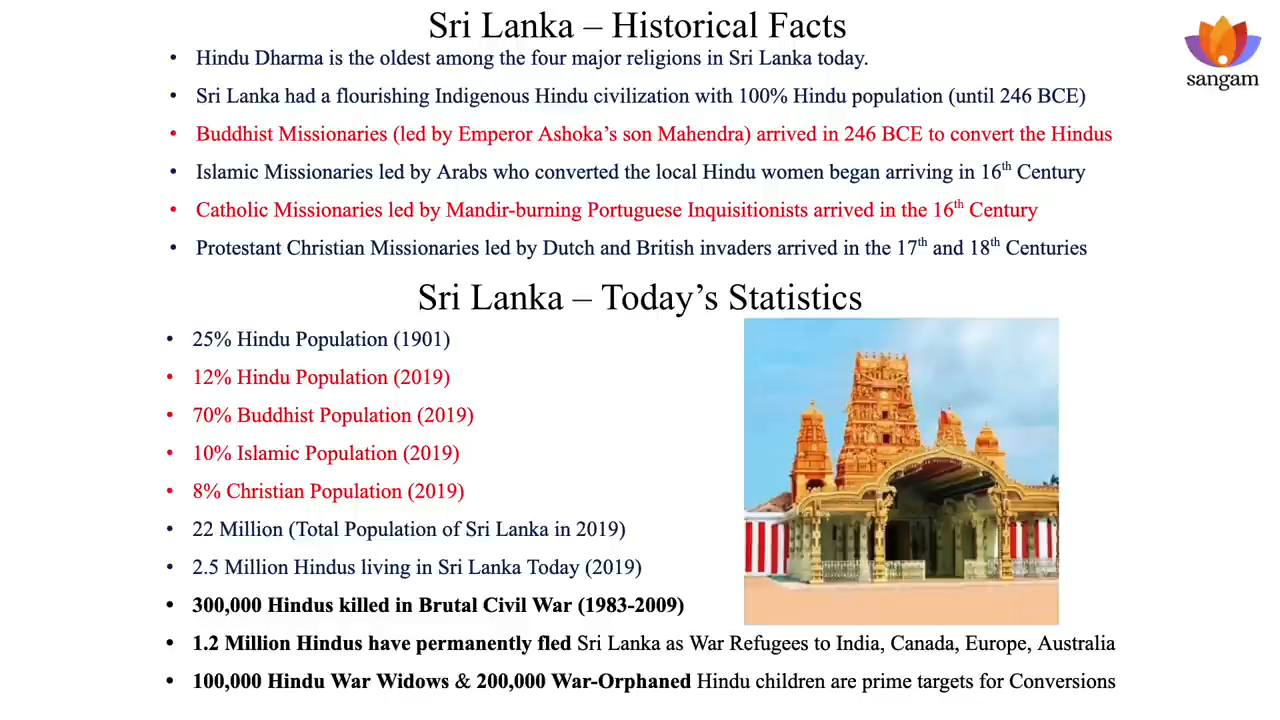 Sri Lanka – Historical Facts
sangam
• Hindu Dharma is the oldest among the four major religions in Sri Lanka today.
• Sri Lanka had a flourishing Indigenous Hindu civilization with 100% Hindu population (until 246 BCE)
• Buddhist Missionaries (led by Emperor Ashoka’s son Mahendra) arrived in 246 BCE to convert the Hindus
• Islamic Missionaries led by Arabs who converted the local Hindu women began arriving in 16th Century
• Catholic Missionaries led by Mandir-burning Portuguese Inquisitionists arrived in the 16th Century
• Protestant Christian Missionaries led by Dutch and British invaders arrived in the 17th and 18th Centuries
Sri Lanka – Today’s Statistics
• 25% Hindu Population (1901)
• 12% Hindu Population (2019)
• 70% Buddhist Population (2019)
• 10% Islamic Population (2019)
• 8% Christian Population (2019)
• 22 Million (Total Population of Sri Lanka in 2019)
• 2.5 Million Hindus living in Sri Lanka Today (2019)
• 300,000 Hindus killed in Brutal Civil War (1983-2009)
• 1.2 Million Hindus have permanently fled Sri Lanka as War Refugees to India, Canada, Europe, Australia
• 100,000 Hindu War Widows & 200,000 War-Orphaned Hindu children are prime targets for Conversions